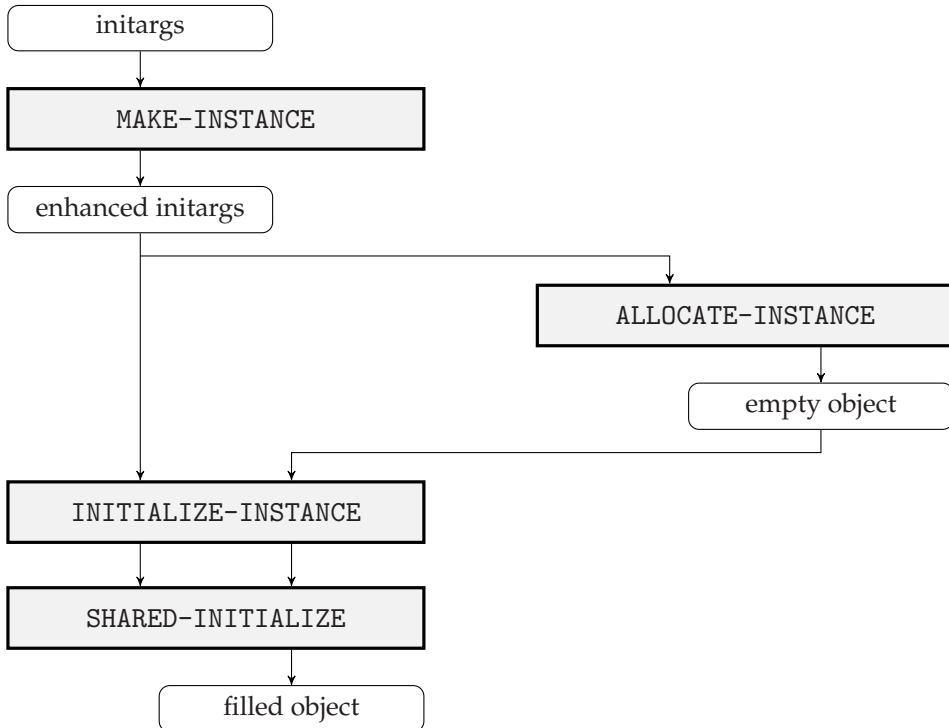 initargs
MAKE-INSTANCE
enhanced initargs
ALLOCATE-INSTANCE
empty object
INITIALIZE-INSTANCE
SHARED-INITIALIZE
filled object